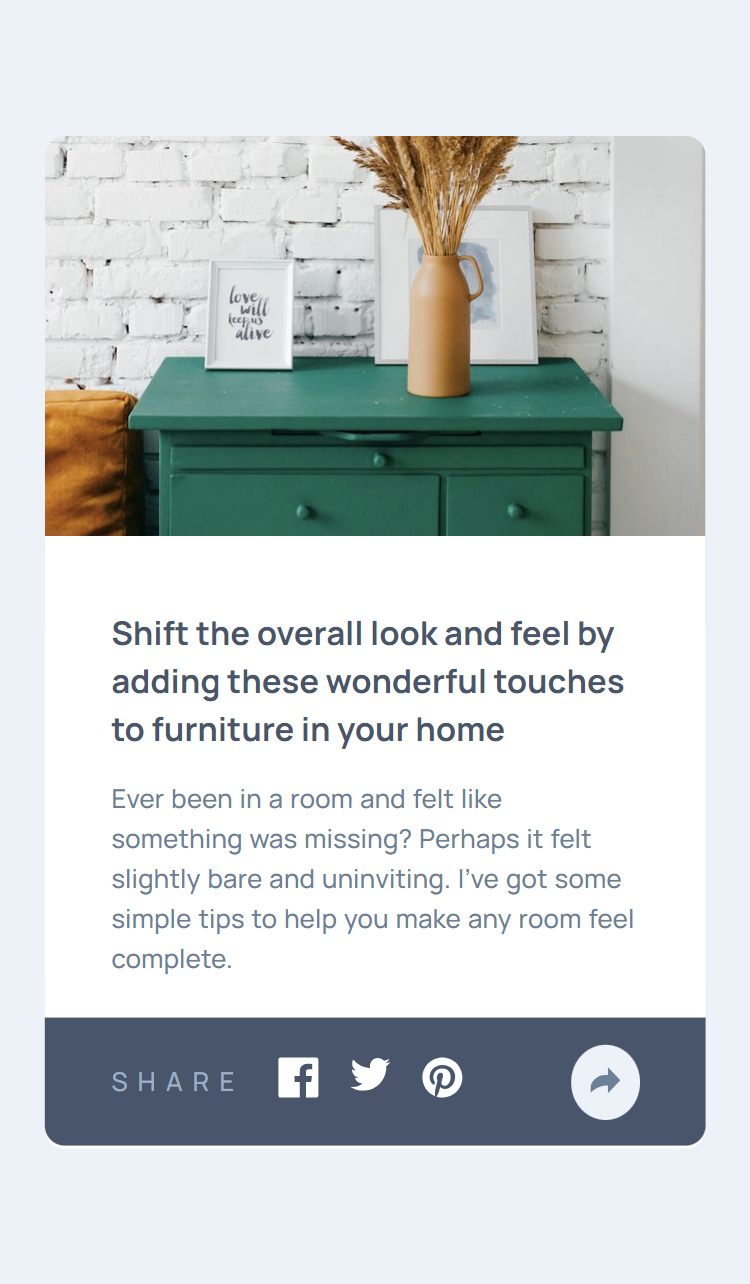 love
will
keep us
alive
Shift the overall look and feel by
adding these wonderful touches
to furniture in your home
Ever been in a room and felt like
something was missing? Perhaps it felt
slightly bare and uninviting. I’ve got some
simple tips to help you make any room feel
complete.
SHARE